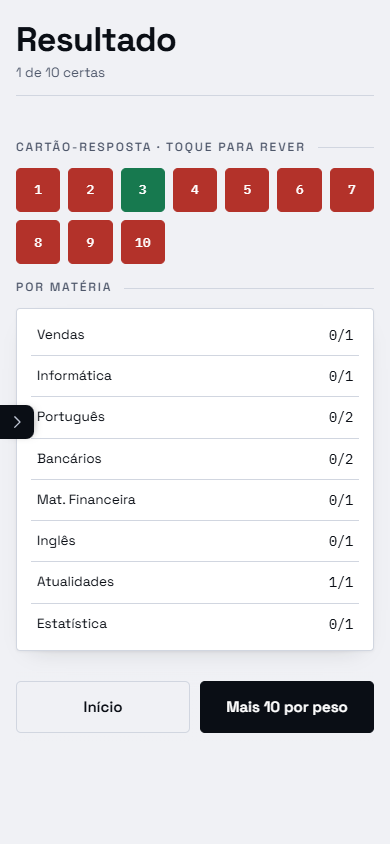 Resultado
1 de 10 certas
CARTÃO-RESPOSTA · TOQUE PARA REVER
1 2 3 4 5 6 7
8 9 10
POR MATÉRIA
Vendas 0/1
Informática 0/1
Português 0/2
Bancários 0/2
Mat. Financeira 0/1
Inglês 0/1
Atualidades 1/1
Estatística 0/1
Início Mais 10 por peso